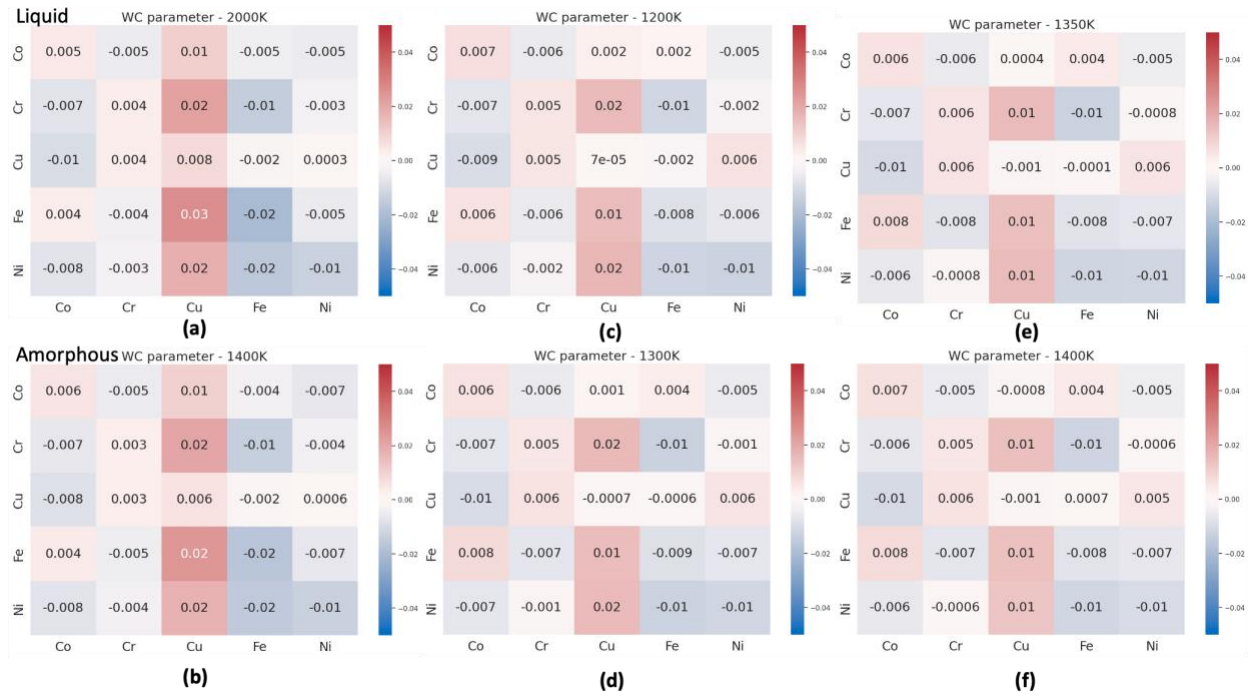 Liquid
WC parameter - 2000K
Co 0.005 -0.005 0.01 -0.005 -0.005
Cr -0.007 0.004 0.02 -0.01 -0.003
Cu -0.01 0.004 0.008 -0.002 0.0003
Fe 0.004 -0.004 0.03 -0.02 -0.005
Ni -0.008 -0.003 0.02 -0.02 -0.01
Co Cr Cu Fe Ni
0.04
0.02
0.00
-0.02
-0.04
(a)
WC parameter - 1200K
Co 0.007 -0.006 0.002 0.002 -0.005
Cr -0.007 0.005 0.02 -0.01 -0.002
Cu -0.009 0.005 7e-05 -0.002 0.006
Fe 0.006 -0.006 0.01 -0.008 -0.006
Ni -0.006 -0.002 0.02 -0.01 -0.01
Co Cr Cu Fe Ni
0.04
0.02
0.00
-0.02
-0.04
(c)
WC parameter - 1350K
Co 0.006 -0.006 0.0004 0.004 -0.005
Cr -0.007 0.006 0.01 -0.01 -0.0008
Cu -0.01 0.006 -0.001 -0.0001 0.006
Fe 0.008 -0.008 0.01 -0.008 -0.007
Ni -0.006 -0.0008 0.01 -0.01 -0.01
Co Cr Cu Fe Ni
0.04
0.02
0.00
-0.02
-0.04
(e)
Amorphous
WC parameter - 1400K
Co 0.006 -0.005 0.01 -0.004 -0.007
Cr -0.007 0.003 0.02 -0.01 -0.004
Cu -0.008 0.003 0.006 -0.002 0.0006
Fe 0.004 -0.005 0.02 -0.02 -0.007
Ni -0.008 -0.004 0.02 -0.02 -0.01
Co Cr Cu Fe Ni
0.04
0.02
0.00
-0.02
-0.04
(b)
WC parameter - 1300K
Co 0.006 -0.005 0.001 0.004 -0.005
Cr -0.007 0.005 0.02 -0.01 -0.001
Cu -0.01 0.006 -0.0007 -0.0006 0.006
Fe 0.008 -0.007 0.01 -0.009 -0.007
Ni -0.007 -0.001 0.02 -0.01 -0.01
Co Cr Cu Fe Ni
0.04
0.02
0.00
-0.02
-0.04
(d)
WC parameter - 1400K
Co 0.007 -0.005 -0.0008 0.004 -0.005
Cr -0.006 0.005 0.01 -0.01 -0.0006
Cu -0.01 0.006 -0.001 0.0007 0.005
Fe 0.008 -0.007 0.01 -0.008 -0.007
Ni -0.006 -0.0006 0.01 -0.01 -0.01
Co Cr Cu Fe Ni
0.04
0.02
0.00
-0.02
-0.04
(f)